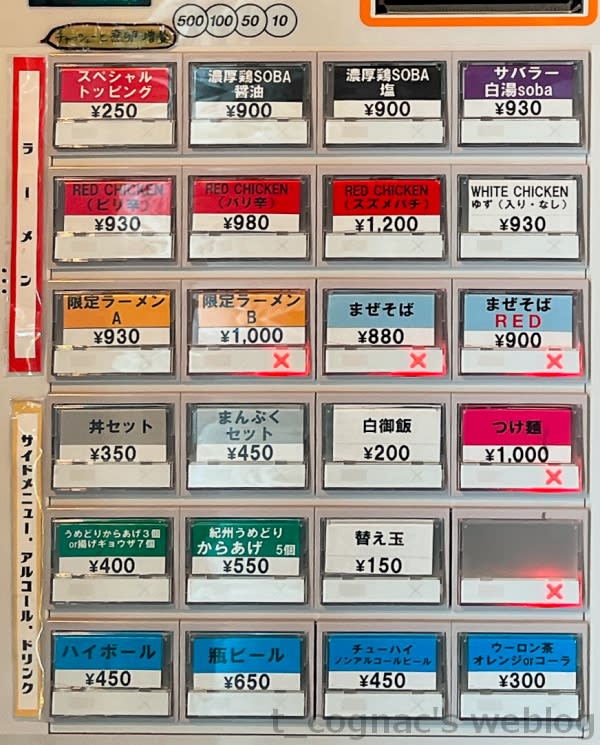 500 100 50 10
ラーメン
スペシャル
トッピング
¥250
濃厚鶏SOBA
醤油
¥900
濃厚鶏SOBA
塩
¥900
サバラー
白湯soba
¥930
RED CHICKEN
(ピリ辛)
¥930
RED CHICKEN
(バリ辛)
¥980
RED CHICKEN
(スズメバチ)
¥1,200
WHITE CHICKEN
ゆず(入り・なし)
¥930
限定ラーメン
A
¥930
限定ラーメン
B
¥1,000
まぜそば
¥880
まぜそば
RED
¥900
サイドメニュー・アルコール・ドリンク
丼セット
¥350
まんぷく
セット
¥450
白御飯
¥200
つけ麺
¥1,000
うめどりからあげ3個
or揚げギョウザ7個
¥400
紀州うめどり
からあげ 5個
¥550
替え玉
¥150
ハイボール
¥450
瓶ビール
¥650
チューハイ
ノンアルコールビール
¥450
ウーロン茶
オレンジorコーラ
¥300
t_cognac's weblog